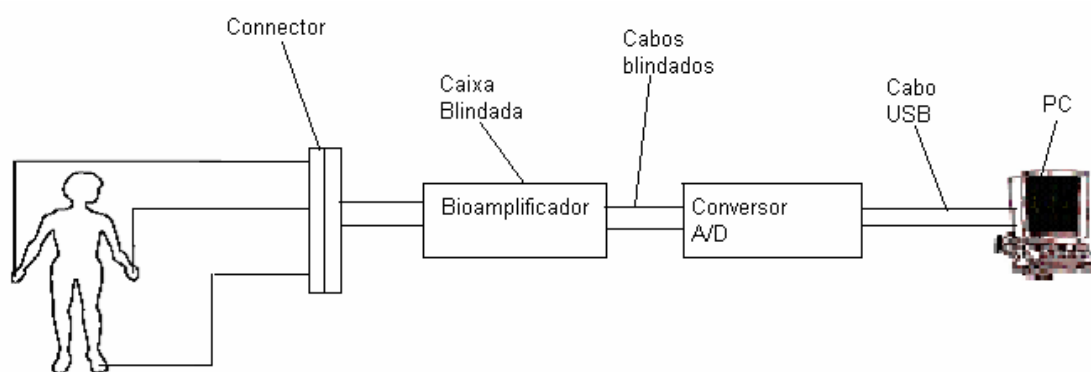 Connector
Caixa
Blindada
Cabos
blindados
Cabo
USB
PC
Bioamplificador
Conversor
A/D